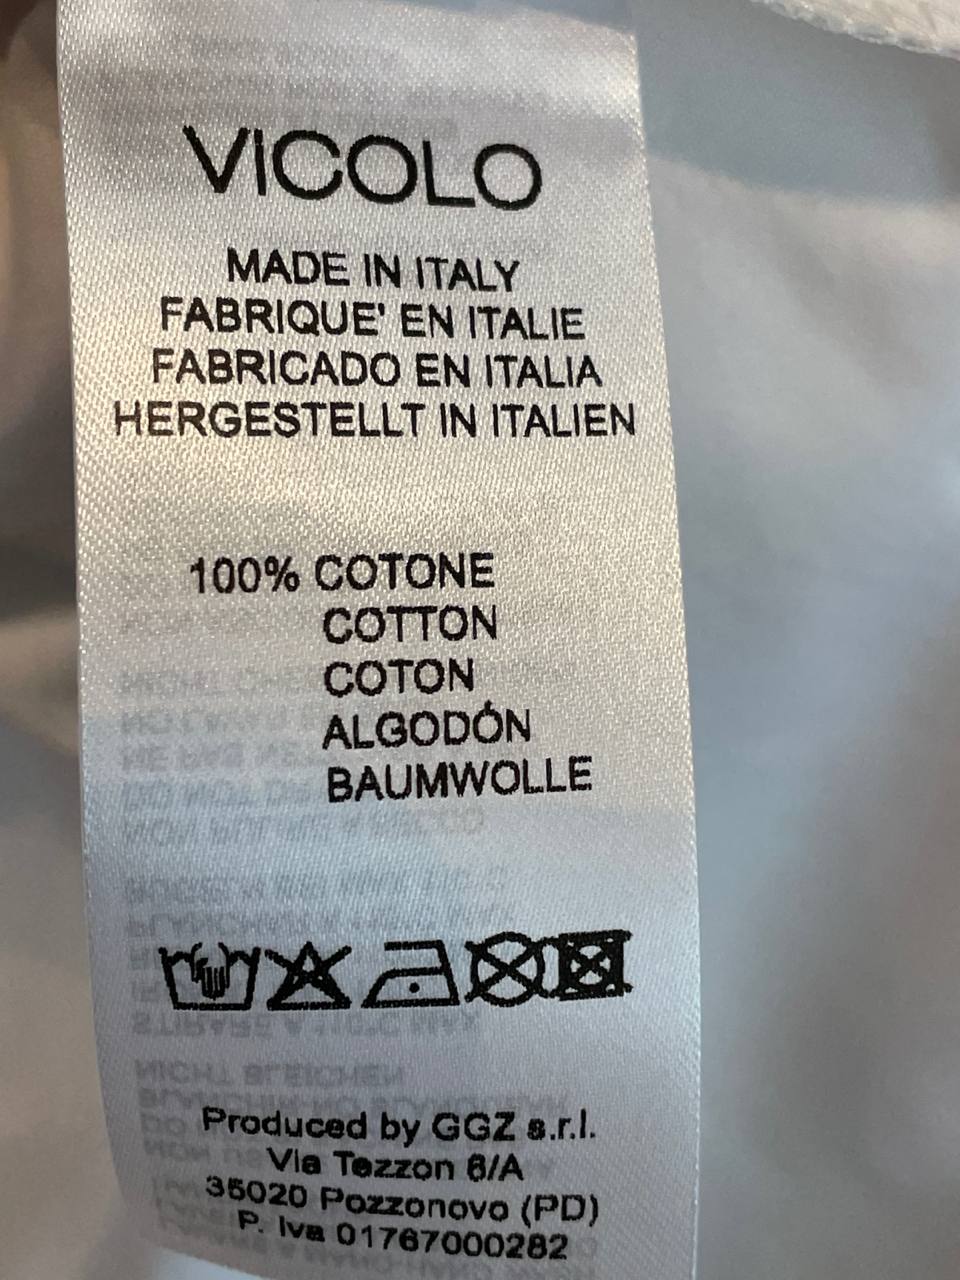 VICOLO
MADE IN ITALY
FABRIQUE' EN ITALIE
FABRICADO EN ITALIA
HERGESTELLT IN ITALIEN
100% COTONE
COTTON
COTON
ALGODÓN
BAUMWOLLE
Produced by GGZ s.r.l.
Via Tezzon 6/A
35020 Pozzonovo (PD)
P. Iva 01767000282